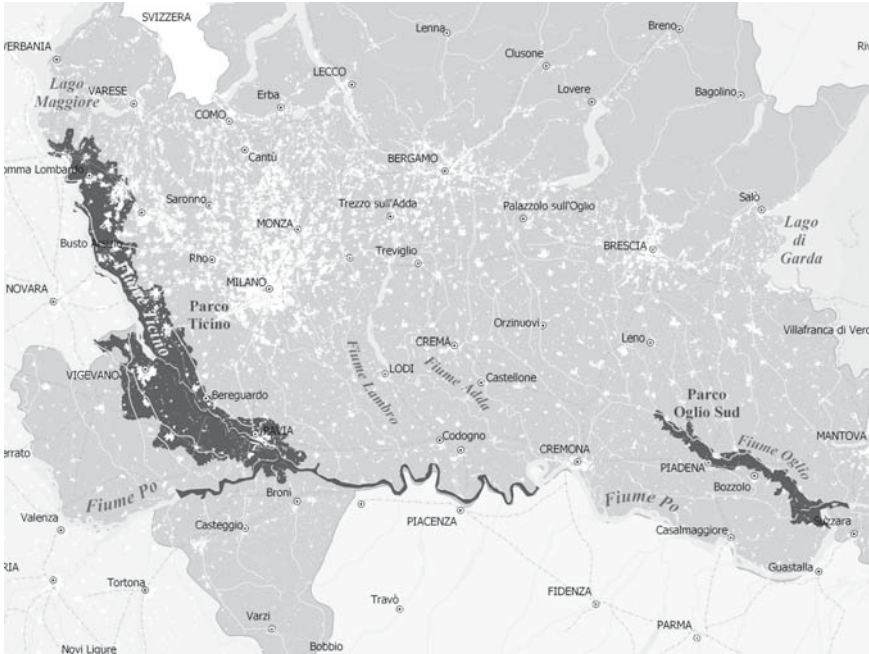 SVIZZERA
Lenna
Breno
VERBANIA
Clusone
LECCO
Lago
Maggiore
VARESE
Erba
Lovere
Bagolino
COMO
Cantù
BERGAMO
omma Lombardo
Saronno
Trezzo sull'Adda
Palazzolo sull'Oglio
Salò
MONZA
Lago
di
Garda
Busto Arsizio
Rho
Treviglio
BRESCIA
Fiume Ticino
MILANO
NOVARA
Parco
Ticino
Orzinuovi
Villafranca di Vero
CREMA
Leno
Fiume Lambro
Fiume Adda
VIGEVANO
LODI
Castellone
Bereguardo
Parco
Oglio Sud
PAVIA
Codogno
Fiume Oglio
MANTOVA
errato
CREMONA
PIADENA
Bozzolo
Fiume Po
Broni
Fiume Po
Valenza
Casteggio
PIACENZA
Casalmaggiore
Suzzara
Guastalla
RIA
Tortona
Travò
FIDENZA
Varzi
PARMA
Novi Ligure
Bobbio